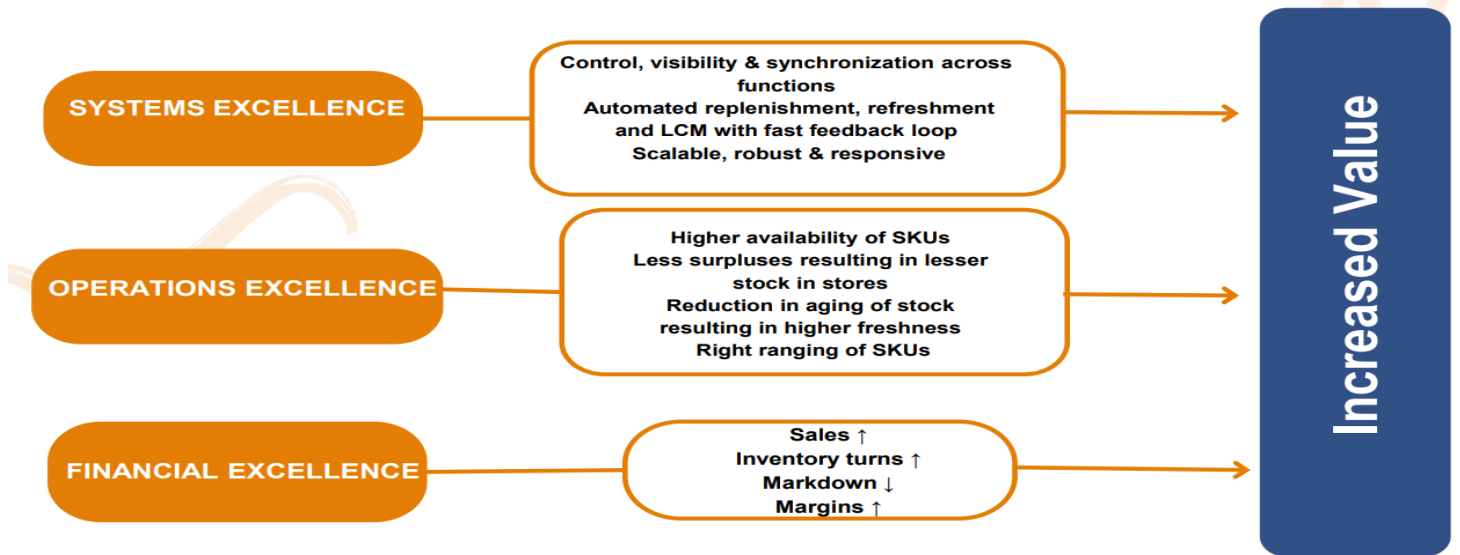 SYSTEMS EXCELLENCE
Control, visibility & synchronization across
functions
Automated replenishment, refreshment
and LCM with fast feedback loop
Scalable, robust & responsive
OPERATIONS EXCELLENCE
Higher availability of SKUs
Less surpluses resulting in lesser
stock in stores
Reduction in aging of stock
resulting in higher freshness
Right ranging of SKUs
FINANCIAL EXCELLENCE
Sales ↑
Inventory turns ↑
Markdown ↓
Margins ↑
Increased Value